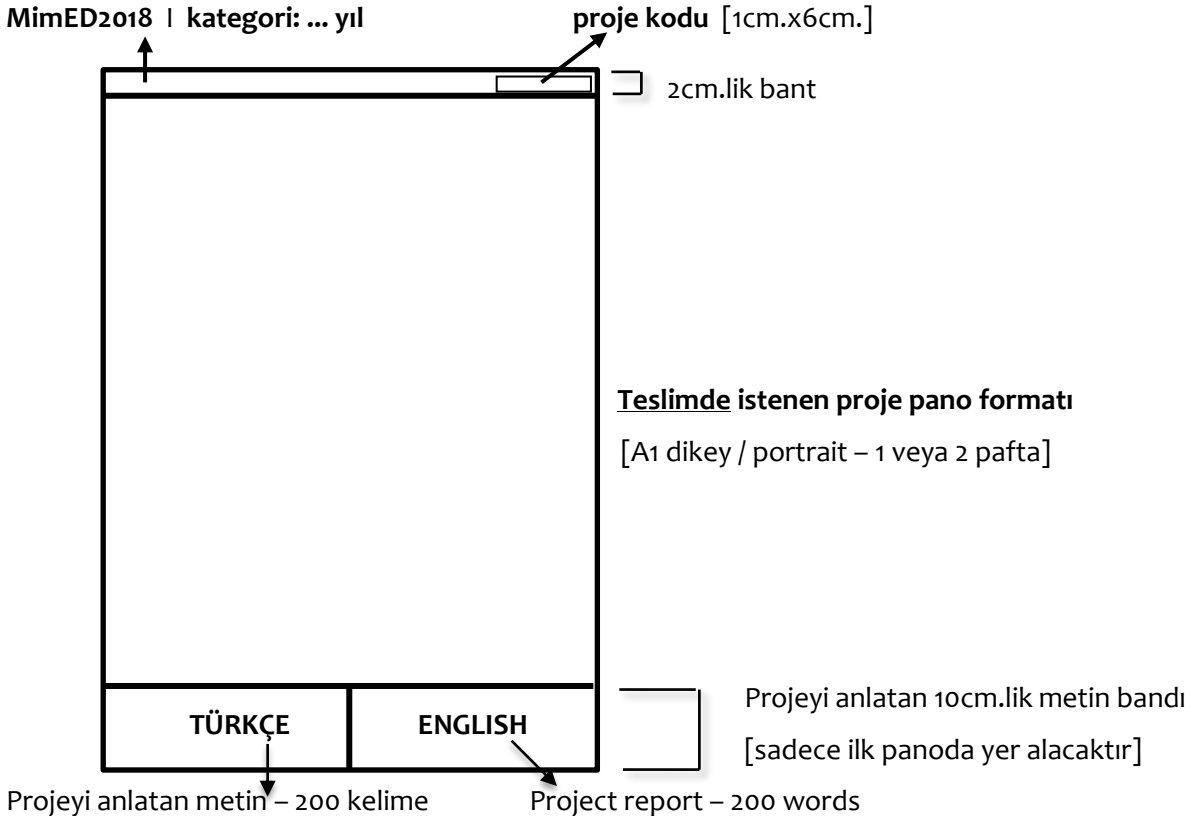 MimED2018 I kategori: ... yıl proje kodu [1cm.x6cm.]
2cm.lik bant
Teslimde istenen proje pano formatı
[A1 dikey / portrait – 1 veya 2 pafta]
Projeyi anlatan 10cm.lik metin bandı
TÜRKÇE ENGLISH
[sadece ilk panoda yer alacaktır]
Projeyi anlatan metin – 200 kelime Project report – 200 words